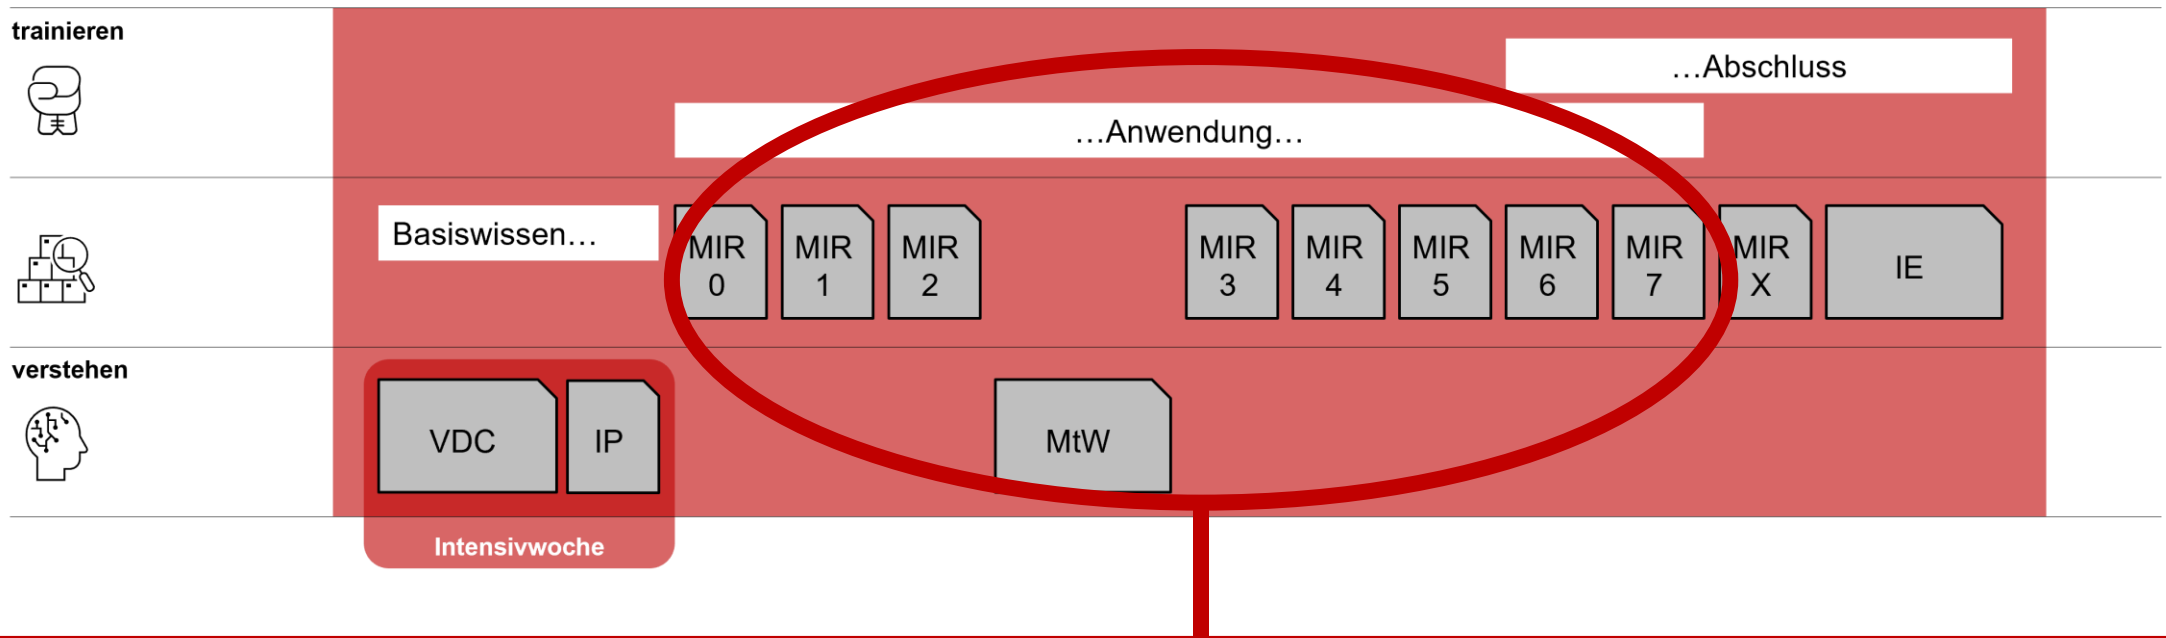 trainieren
…Abschluss
…Anwendung…
Basiswissen…
MIR
0
MIR
1
MIR
2
MIR
3
MIR
4
MIR
5
MIR
6
MIR
7
MIR
X
IE
verstehen
VDC
IP
MtW
Intensivwoche